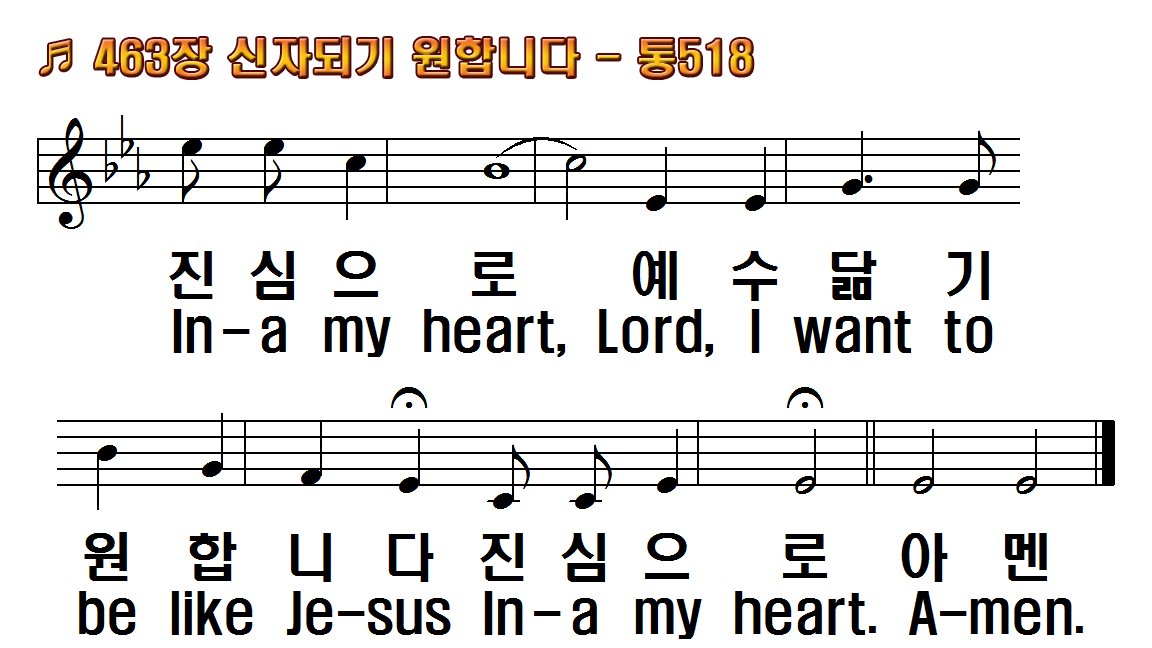 ♬ 463장 신자되기 원합니다 - 통518
진 심 으 로 예 수 닮 기
In-a my heart, Lord, I want to
원 합 니 다 진 심 으 로 아 멘
be like Je-sus In-a my heart. A-men.